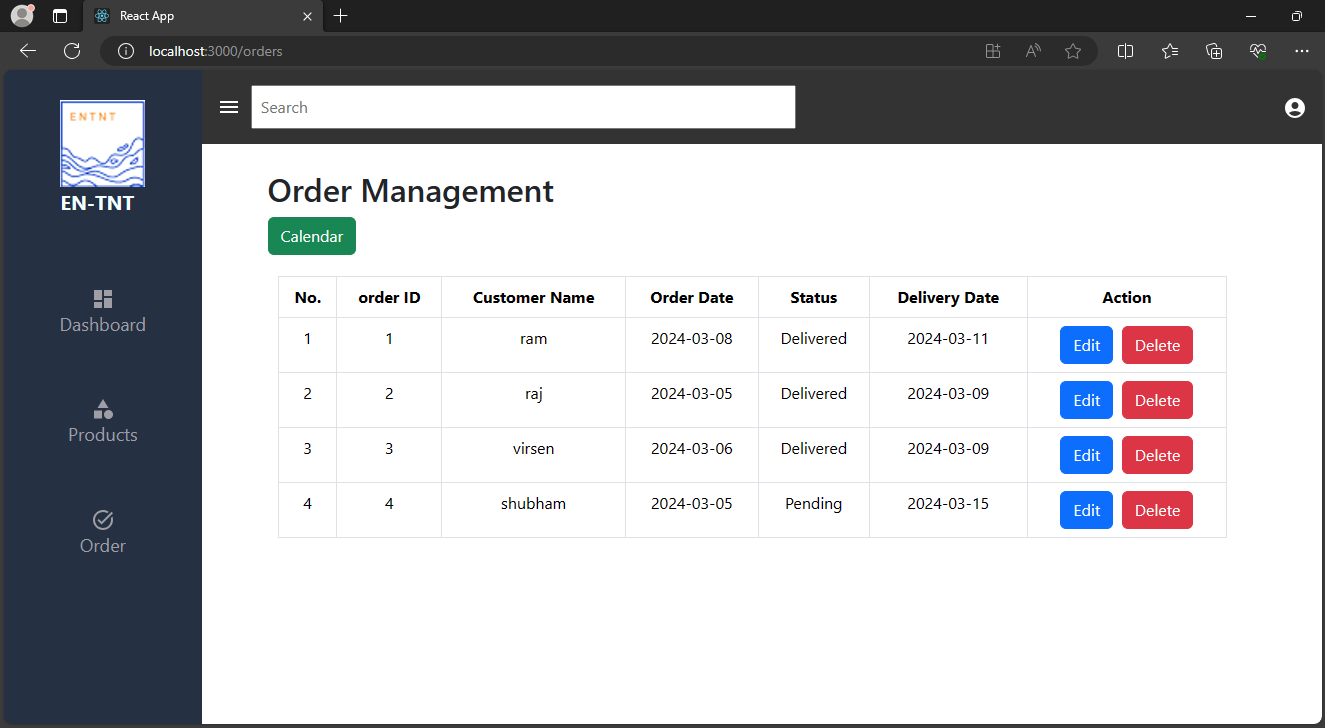 React App
localhost:3000/orders
ENTNT
EN-TNT
Search
Dashboard
Products
Order
Order Management
Calendar
No. order ID Customer Name Order Date Status Delivery Date Action
1 1 ram 2024-03-08 Delivered 2024-03-11 Edit Delete
2 2 raj 2024-03-05 Delivered 2024-03-09 Edit Delete
3 3 virsen 2024-03-06 Delivered 2024-03-09 Edit Delete
4 4 shubham 2024-03-05 Pending 2024-03-15 Edit Delete